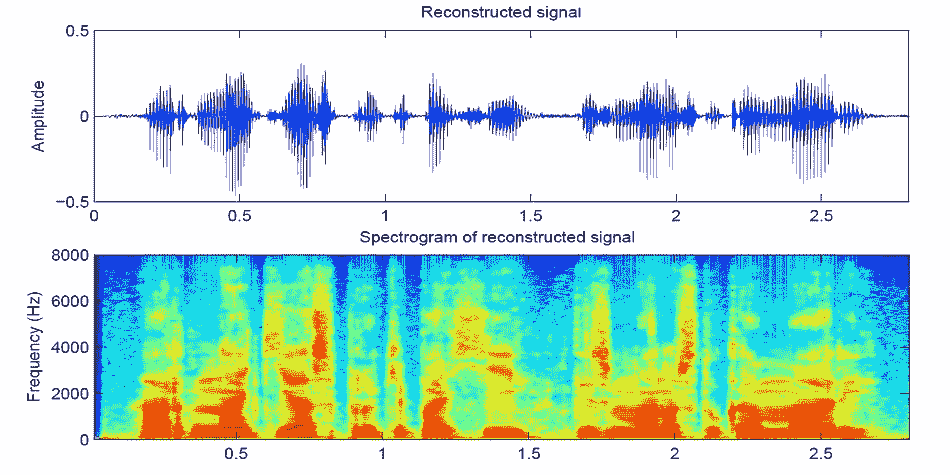 Reconstructed signal
0.5
Amplitude
0
−0.5
0 0.5 1 1.5 2 2.5
Spectrogram of reconstructed signal
8000
6000
Frequency (Hz)
4000
2000
0
0.5 1 1.5 2 2.5